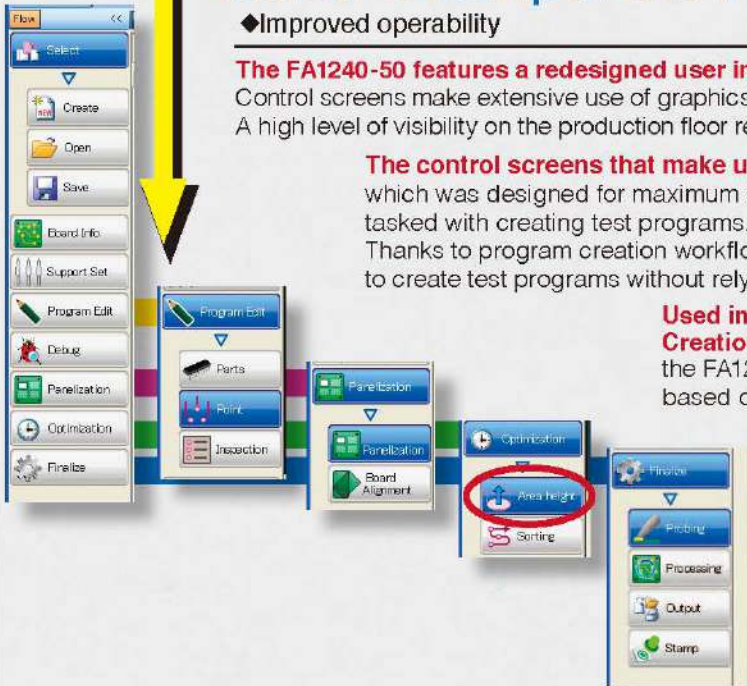 ◆Improved operability
The FA1240-50 features a redesigned user in
Control screens make extensive use of graphics
A high level of visibility on the production floor re
The control screens that make u
which was designed for maximum
tasked with creating test programs.
Thanks to program creation workflo
to create test programs without rely
Used in
Creatio
the FA12
based o
Flow <<
Select
NEW Create
Open
Save
Board Info.
Support Set
Program Edit
Debug
Panelization
Optimization
Finalize
Program Edit
Parts
Point
Inspection
Panelization
Panelization
Board
Alignment
Optimization
Area height
Sorting
Finalize
Probing
Processing
Output
Stamp